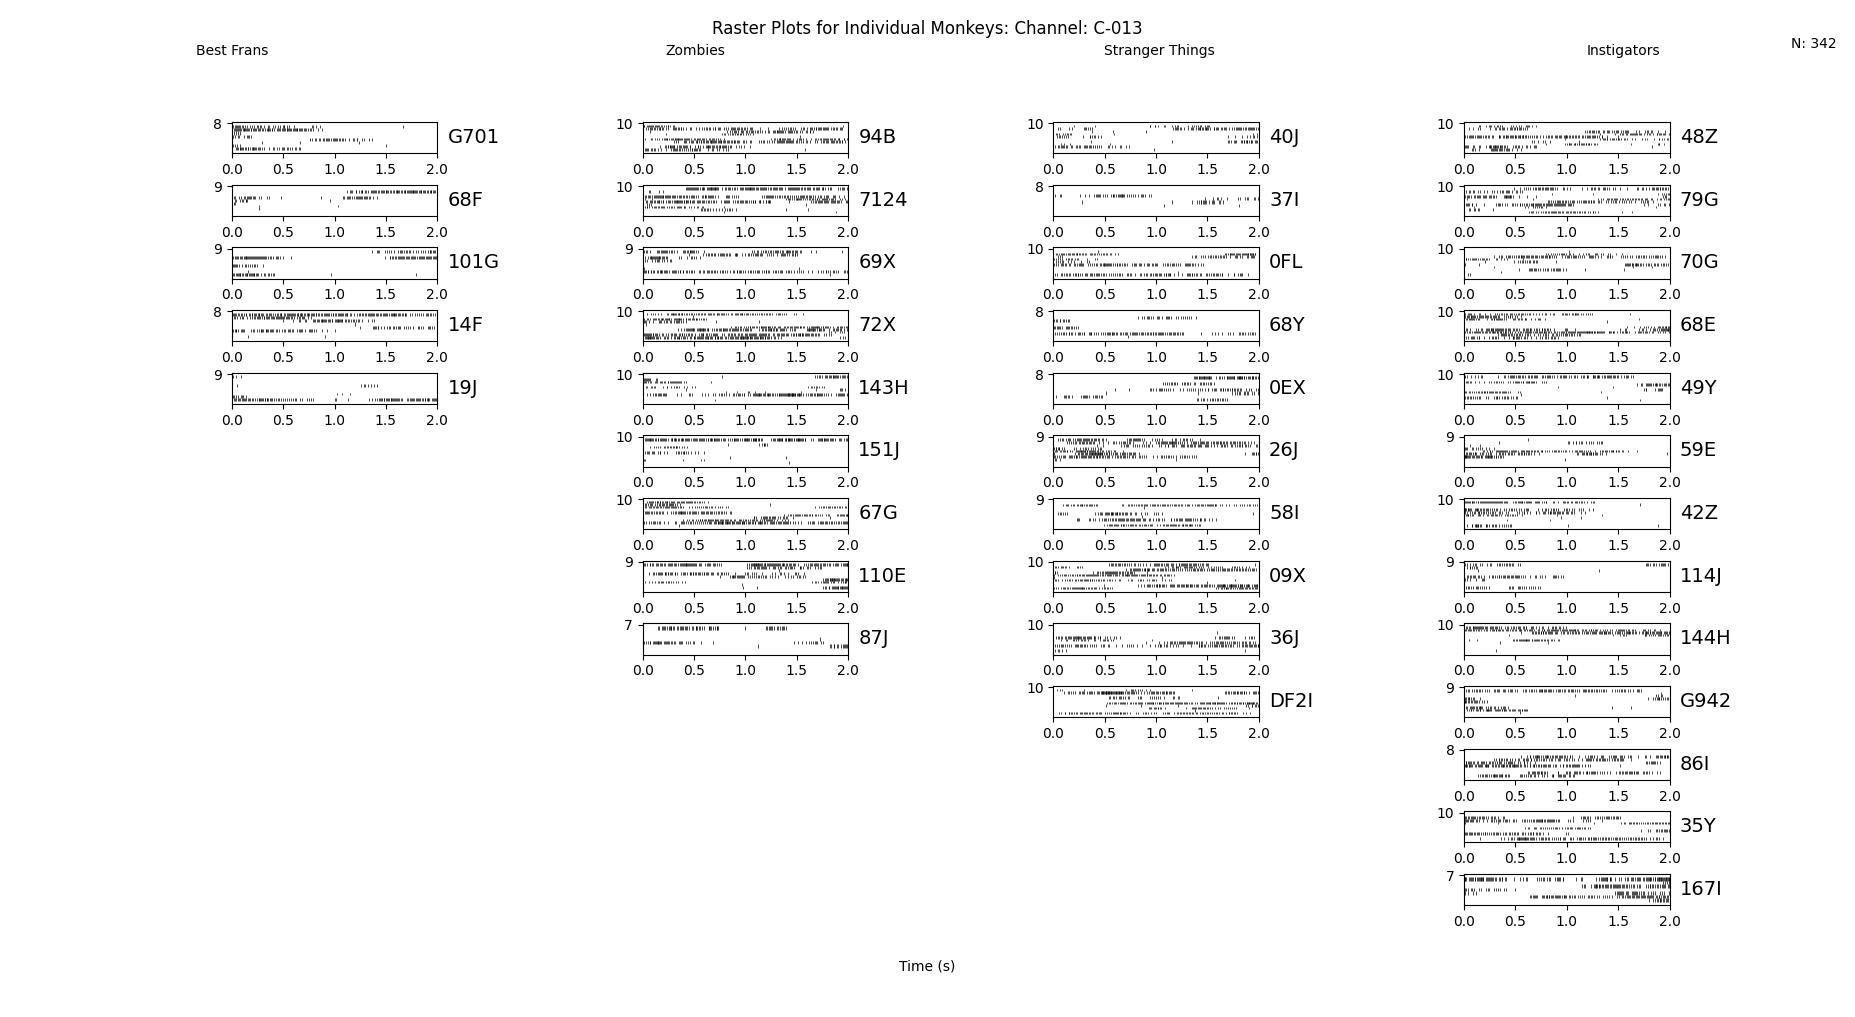 Raster Plots for Individual Monkeys: Channel: C-013
Best Frans Zombies Stranger Things Instigators N: 342
8 G701 10 94B 10 40J 10 48Z
0.0 0.5 1.0 1.5 2.0 0.0 0.5 1.0 1.5 2.0 0.0 0.5 1.0 1.5 2.0 0.0 0.5 1.0 1.5 2.0
9 68F 10 7124 8 37I 10 79G
0.0 0.5 1.0 1.5 2.0 0.0 0.5 1.0 1.5 2.0 0.0 0.5 1.0 1.5 2.0 0.0 0.5 1.0 1.5 2.0
9 101G 9 69X 10 0FL 10 70G
0.0 0.5 1.0 1.5 2.0 0.0 0.5 1.0 1.5 2.0 0.0 0.5 1.0 1.5 2.0 0.0 0.5 1.0 1.5 2.0
8 14F 10 72X 8 68Y 10 68E
0.0 0.5 1.0 1.5 2.0 0.0 0.5 1.0 1.5 2.0 0.0 0.5 1.0 1.5 2.0 0.0 0.5 1.0 1.5 2.0
9 19J 10 143H 8 0EX 10 49Y
0.0 0.5 1.0 1.5 2.0 0.0 0.5 1.0 1.5 2.0 0.0 0.5 1.0 1.5 2.0 0.0 0.5 1.0 1.5 2.0
10 151J 9 26J 9 59E
0.0 0.5 1.0 1.5 2.0 0.0 0.5 1.0 1.5 2.0 0.0 0.5 1.0 1.5 2.0
10 67G 9 58I 10 42Z
0.0 0.5 1.0 1.5 2.0 0.0 0.5 1.0 1.5 2.0 0.0 0.5 1.0 1.5 2.0
9 110E 10 09X 9 114J
0.0 0.5 1.0 1.5 2.0 0.0 0.5 1.0 1.5 2.0 0.0 0.5 1.0 1.5 2.0
7 87J 10 36J 10 144H
0.0 0.5 1.0 1.5 2.0 0.0 0.5 1.0 1.5 2.0 0.0 0.5 1.0 1.5 2.0
10 DF2I 9 G942
0.0 0.5 1.0 1.5 2.0 0.0 0.5 1.0 1.5 2.0
8 86I
0.0 0.5 1.0 1.5 2.0
10 35Y
0.0 0.5 1.0 1.5 2.0
7 167I
0.0 0.5 1.0 1.5 2.0
Time (s)